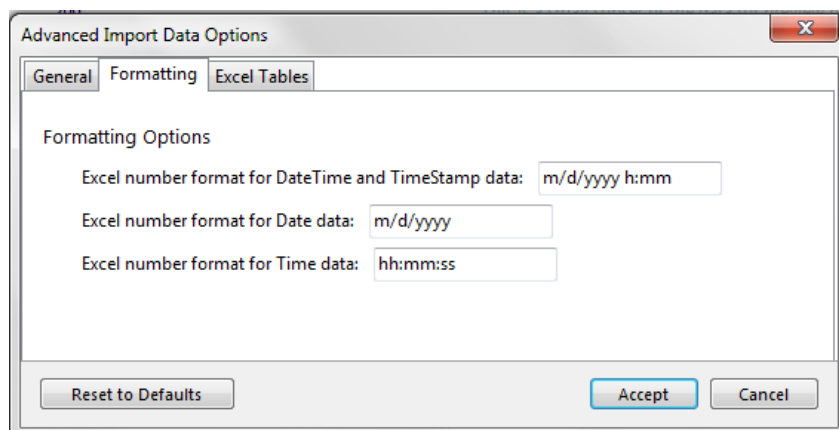 Advanced Import Data Options
General Formatting Excel Tables
Formatting Options
Excel number format for DateTime and TimeStamp data: m/d/yyyy h:mm
Excel number format for Date data: m/d/yyyy
Excel number format for Time data: hh:mm:ss
Reset to Defaults Accept Cancel